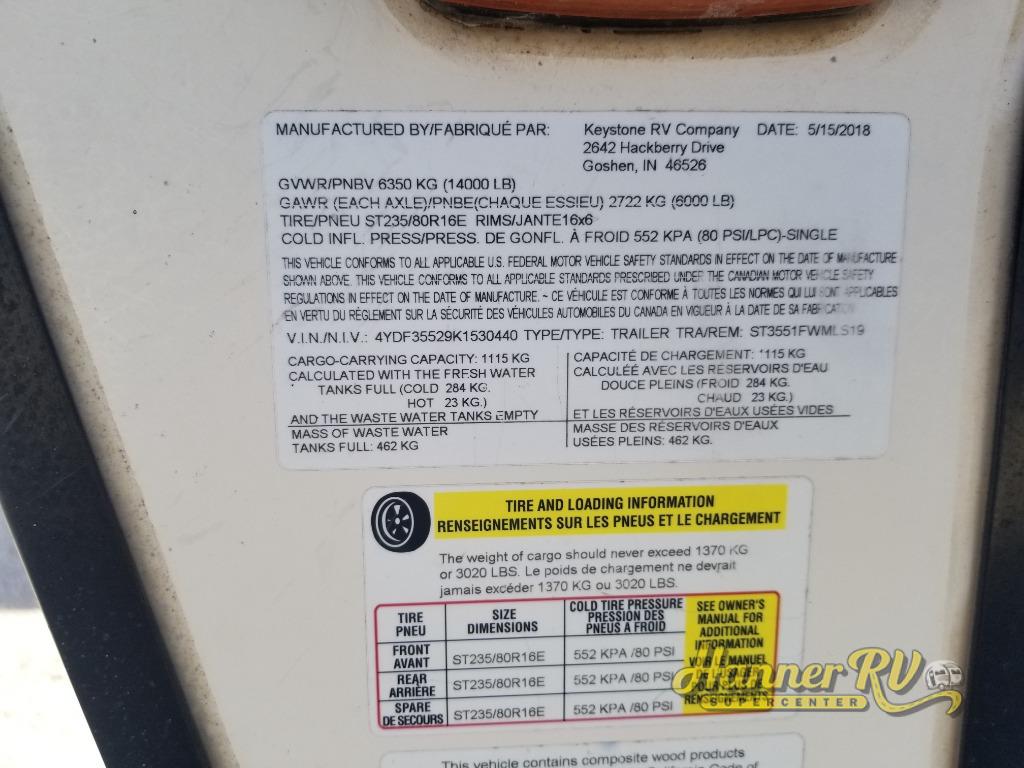 MANUFACTURED BY/FABRIQUÉ PAR: Keystone RV Company DATE: 5/15/2018
2642 Hackberry Drive
Goshen, IN 46526
GVWR/PNBV 6350 KG (14000 LB)
GAWR (EACH AXLE)/PNBE(CHAQUE ESSIEU) 2722 KG (6000 LB)
TIRE/PNEU ST235/80R16E RIMS/JANTE16x6
COLD INFL. PRESS/PRESS. DE GONFL. À FROID 552 KPA (80 PSI/LPC)-SINGLE
THIS VEHICLE CONFORMS TO ALL APPLICABLE U.S. FEDERAL MOTOR VEHICLE SAFETY STANDARDS IN EFFECT ON THE DATE OF MANUFACTURE
SHOWN ABOVE. THIS VEHICLE CONFORMS TO ALL APPLICABLE STANDARDS PRESCRIBED UNDER THE CANADIAN MOTOR VEHICLE SAFETY
REGULATIONS IN EFFECT ON THE DATE OF MANUFACTURE. ~ CE VÉHICULE EST CONFORME À TOUTES LES NORMES QUI LUI SONT APPLICABLES
EN VERTU DU RÈGLEMENT SUR LA SÉCURITÉ DES VÉHICULES AUTOMOBILES DU CANADA EN VIGUEUR À LA DATE DE SA FABRICATION
V.I.N./N.I.V.: 4YDF35529K1530440 TYPE/TYPE: TRAILER TRA/REM: ST3551FWMLS19
CARGO-CARRYING CAPACITY: 1115 KG
CALCULATED WITH THE FRESH WATER
TANKS FULL (COLD 284 KG.
HOT 23 KG.)
AND THE WASTE WATER TANKS EMPTY
MASS OF WASTE WATER
TANKS FULL: 462 KG
CAPACITÉ DE CHARGEMENT: 1115 KG
CALCULÉE AVEC LES RÉSERVOIRS D'EAU
DOUCE PLEINS (FROID 284 KG.
CHAUD 23 KG.)
ET LES RÉSERVOIRS D'EAUX USÉES VIDES
MASSE DES RÉSERVOIRS D'EAUX
USÉES PLEINS: 462 KG.
TIRE AND LOADING INFORMATION
RENSEIGNEMENTS SUR LES PNEUS ET LE CHARGEMENT
The weight of cargo should never exceed 1370 KG
or 3020 LBS. Le poids de chargement ne devrait
jamais excéder 1370 KG ou 3020 LBS.
TIRE
PNEU
SIZE
DIMENSIONS
COLD TIRE PRESSURE
PRESSION DES
PNEUS A FROID
FRONT
AVANT
ST235/80R16E 552 KPA /80 PSI
REAR
ARRIÈRE
ST235/80R16E 552 KPA /80 PSI
SPARE
DE SECOURS
ST235/80R16E 552 KPA /80 PSI
SEE OWNER'S
MANUAL FOR
ADDITIONAL
INFORMATION
VOIR LE MANUEL
RENSEIGNEMENTS
Hunner RV
SUPERCENTER
This vehicle contains composite wood products
California Code of